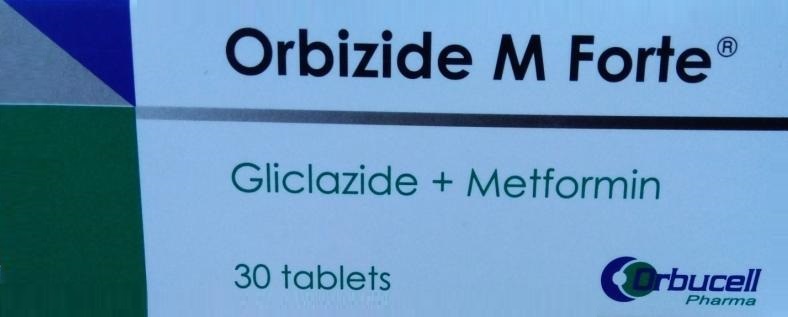 Orbizide M Forte®
Gliclazide + Metformin
30 tablets
Orbucell
Pharma